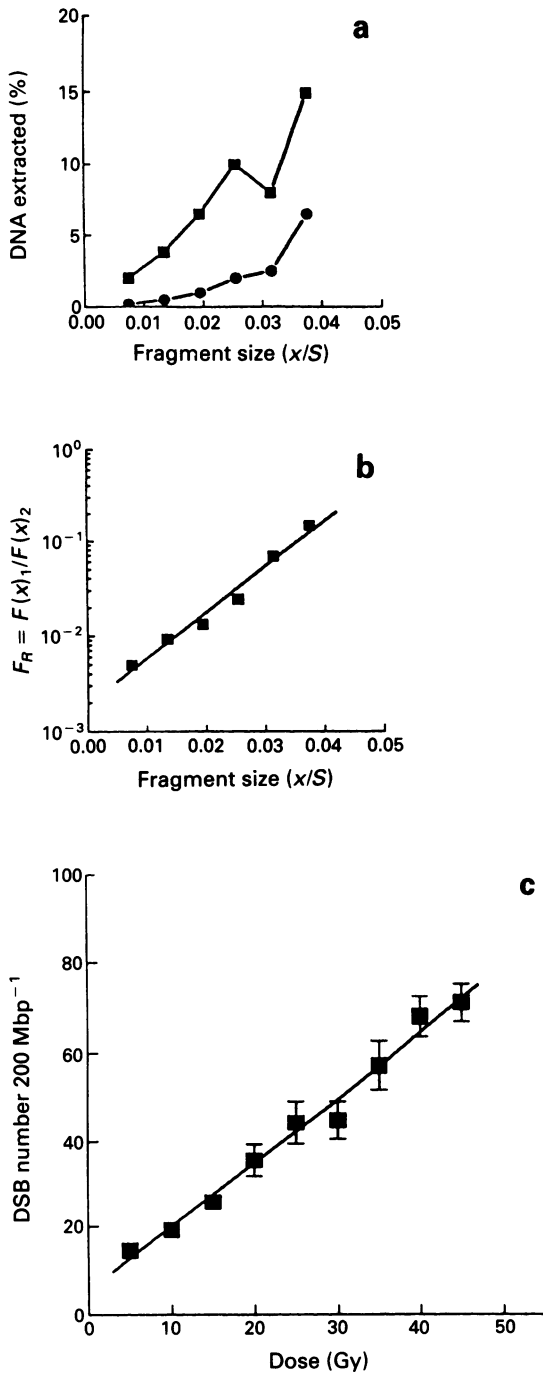 a
20
15
10
5
0
DNA extracted (%)
0.00 0.01 0.02 0.03 0.04 0.05
Fragment size (x/S)
b
10⁰
10⁻¹
10⁻²
10⁻³
F_R = F(x)₁/F(x)₂
0.00 0.01 0.02 0.03 0.04 0.05
Fragment size (x/S)
c
100
80
60
40
20
0
DSB number 200 Mbp⁻¹
0 10 20 30 40 50
Dose (Gy)